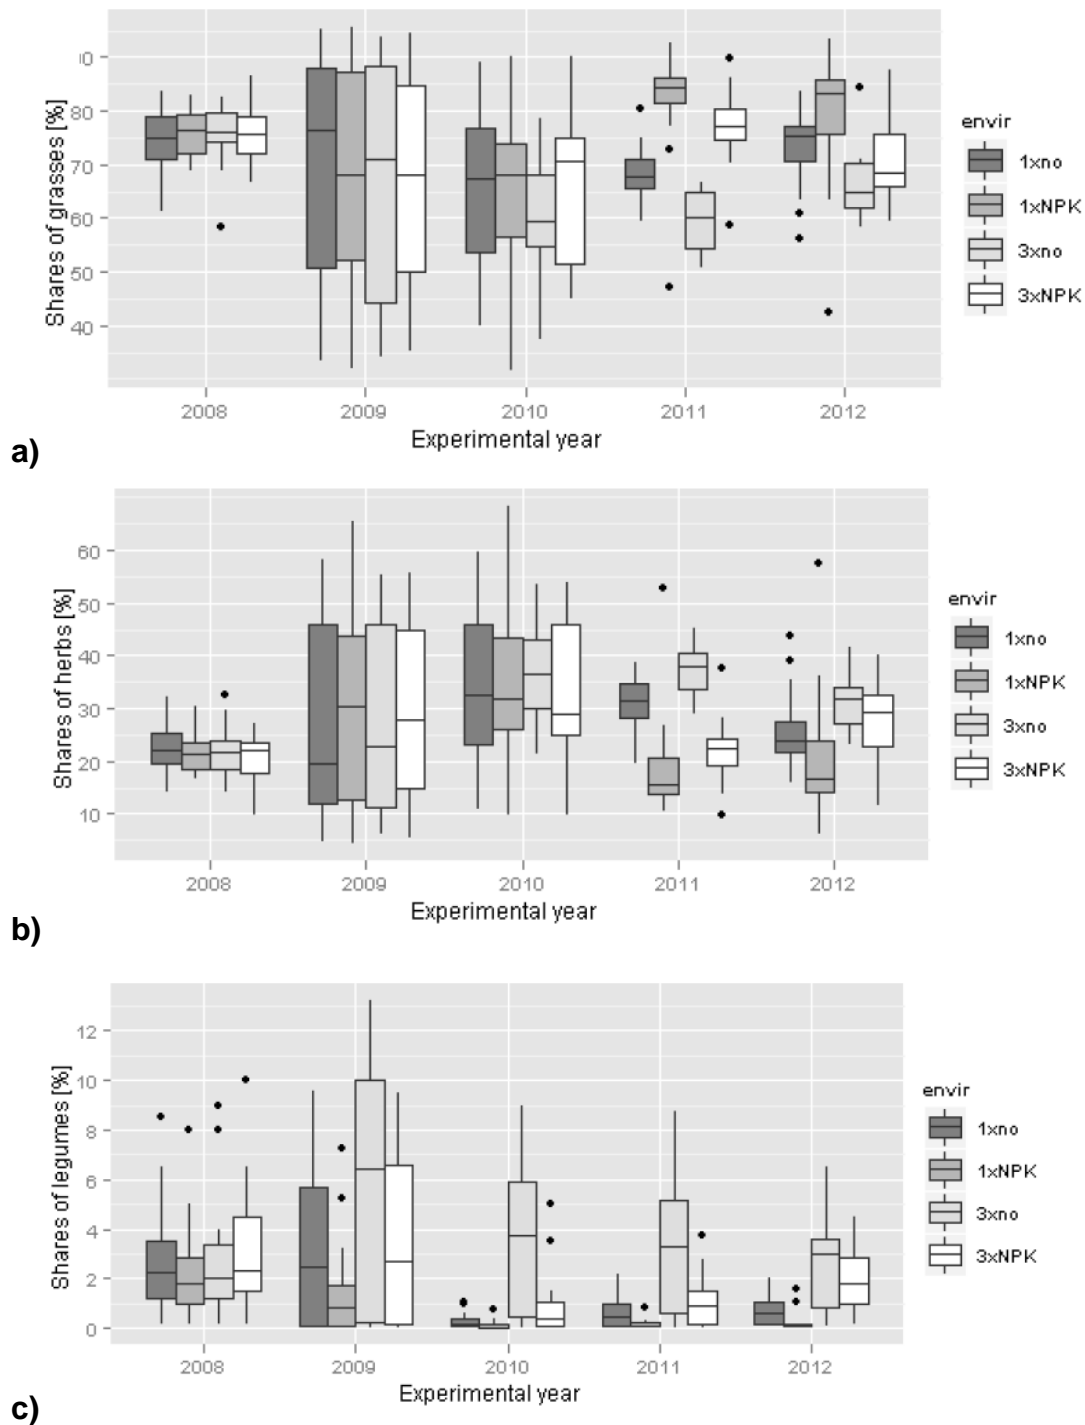 Shares of grasses [%]
80
70
60
50
40
2008 2009 2010 2011 2012
Experimental year
envir
1xno
1xNPK
3xno
3xNPK
a)
Shares of herbs [%]
60
50
40
30
20
10
2008 2009 2010 2011 2012
Experimental year
envir
1xno
1xNPK
3xno
3xNPK
b)
Shares of legumes [%]
12
10
8
6
4
2
0
2008 2009 2010 2011 2012
Experimental year
envir
1xno
1xNPK
3xno
3xNPK
c)